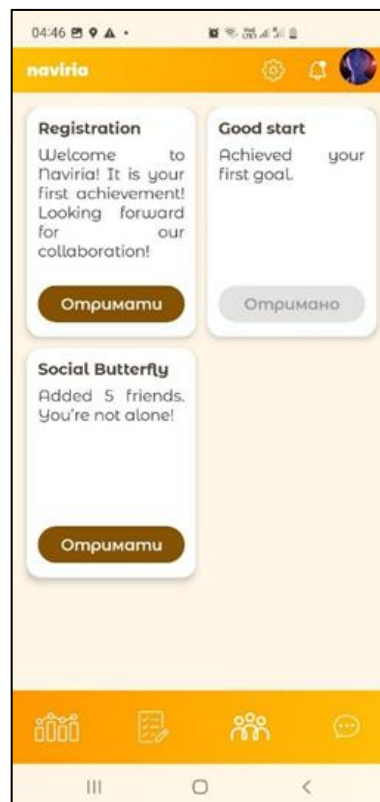 04:46
naviria
Registration
Welcome to
Naviria! It is your
first achievement!
Looking forward
for our
collaboration!
Отримати
Good start
Achieved your
first goal.
Отримано
Social Butterfly
Added 5 friends.
You're not alone!
Отримати